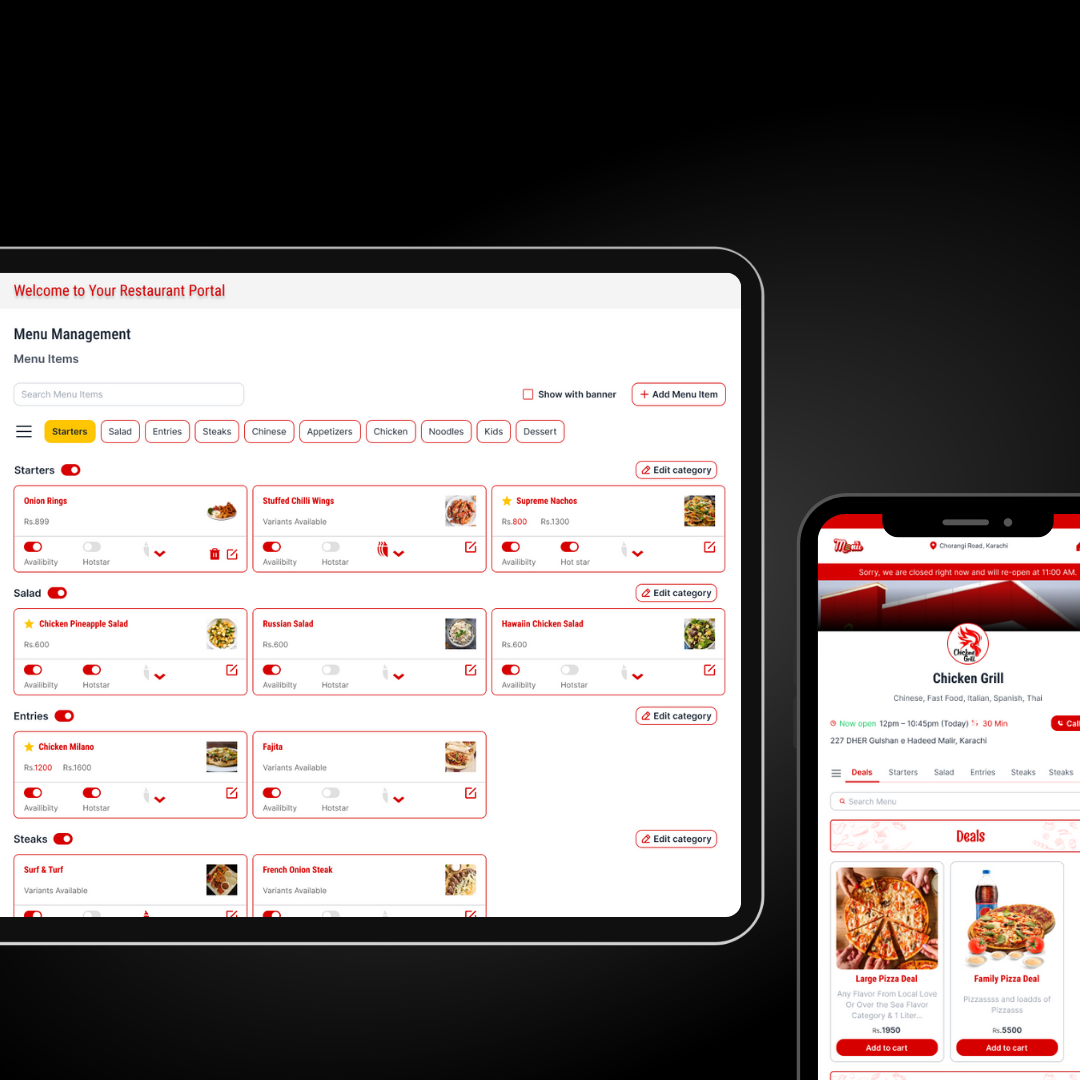 Welcome to Your Restaurant Portal
Menu Management
Menu Items
Search Menu Items
Show with banner
+ Add Menu Item
Starters Salad Entries Steaks Chinese Appetizers Chicken Noodles Kids Dessert
Starters
Edit category
Onion Rings
Rs.899
Availibilty Hotstar
Stuffed Chilli Wings
Variants Available
Availibilty Hotstar
Supreme Nachos
Rs.800 Rs.1300
Availibilty Hot star
Salad
Edit category
Chicken Pineapple Salad
Rs.600
Availibilty Hotstar
Russian Salad
Rs.600
Availibilty Hotstar
Hawaiin Chicken Salad
Rs.600
Availibilty Hotstar
Entries
Edit category
Chicken Milano
Rs.1200 Rs.1600
Availibilty Hotstar
Fajita
Variants Available
Availibilty Hotstar
Steaks
Edit category
Surf & Turf
Variants Available
French Onion Steak
Variants Available
Menu
Chorangi Road, Karachi
Sorry, we are closed right now and will re-open at 11:00 AM.
Chicken
Grill
Chicken Grill
Chinese, Fast Food, Italian, Spanish, Thai
Now open 12pm – 10:45pm (Today) 30 Min
Call
227 DHER Gulshan e Hadeed Malir, Karachi
Deals Starters Salad Entries Steaks Steaks
Search Menu
Deals
Large Pizza Deal
Any Flavor From Local Love
Or Over the Sea Flavor
Category & 1 Liter...
Rs.1950
Add to cart
Family Pizza Deal
Pizzassss and loadds of
Pizzasss
Rs.5500
Add to cart